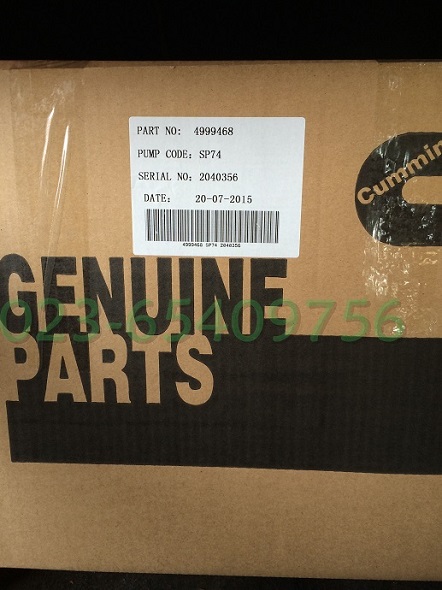 PART NO: 4999468
PUMP CODE: SP74
SERIAL NO: 2040356
DATE: 20-07-2015
4999468 SP74 2040356
Cummin
GENUINE
023-65409756
PARTS